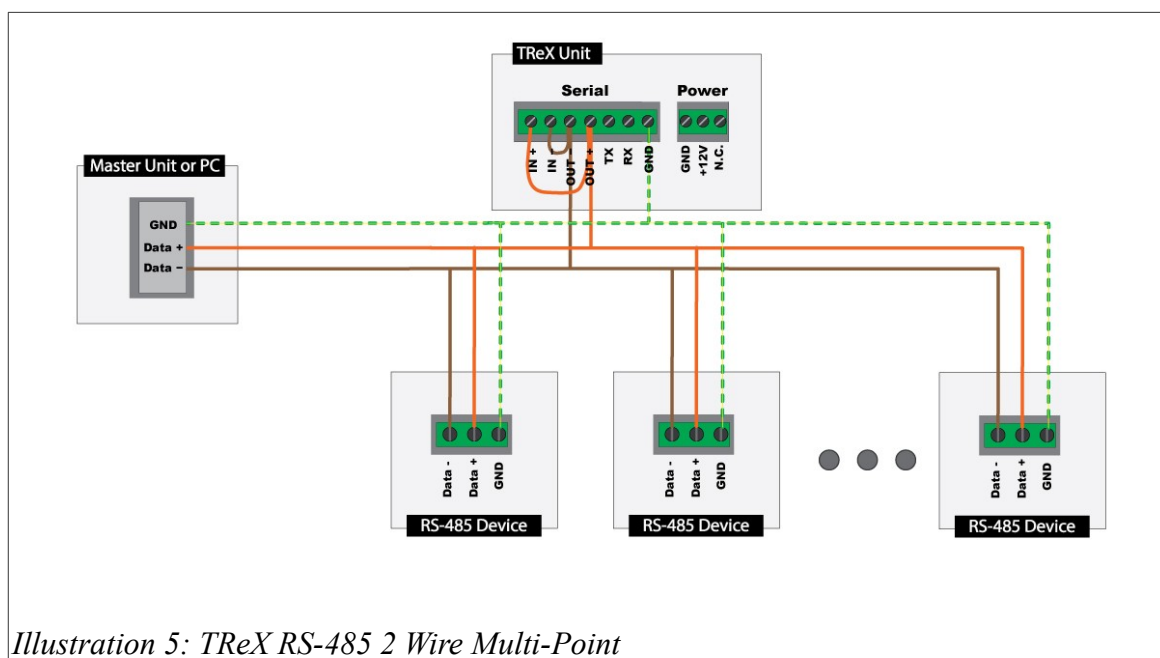 TReX Unit
Serial
Power
IN +
IN -
OUT -
OUT +
TX
RX
GND
GND
+12V
N.C.
Master Unit or PC
GND
Data +
Data –
Data -
Data +
GND
RS-485 Device
Data -
Data +
GND
RS-485 Device
Data -
Data +
GND
RS-485 Device
Illustration 5: TReX RS-485 2 Wire Multi-Point